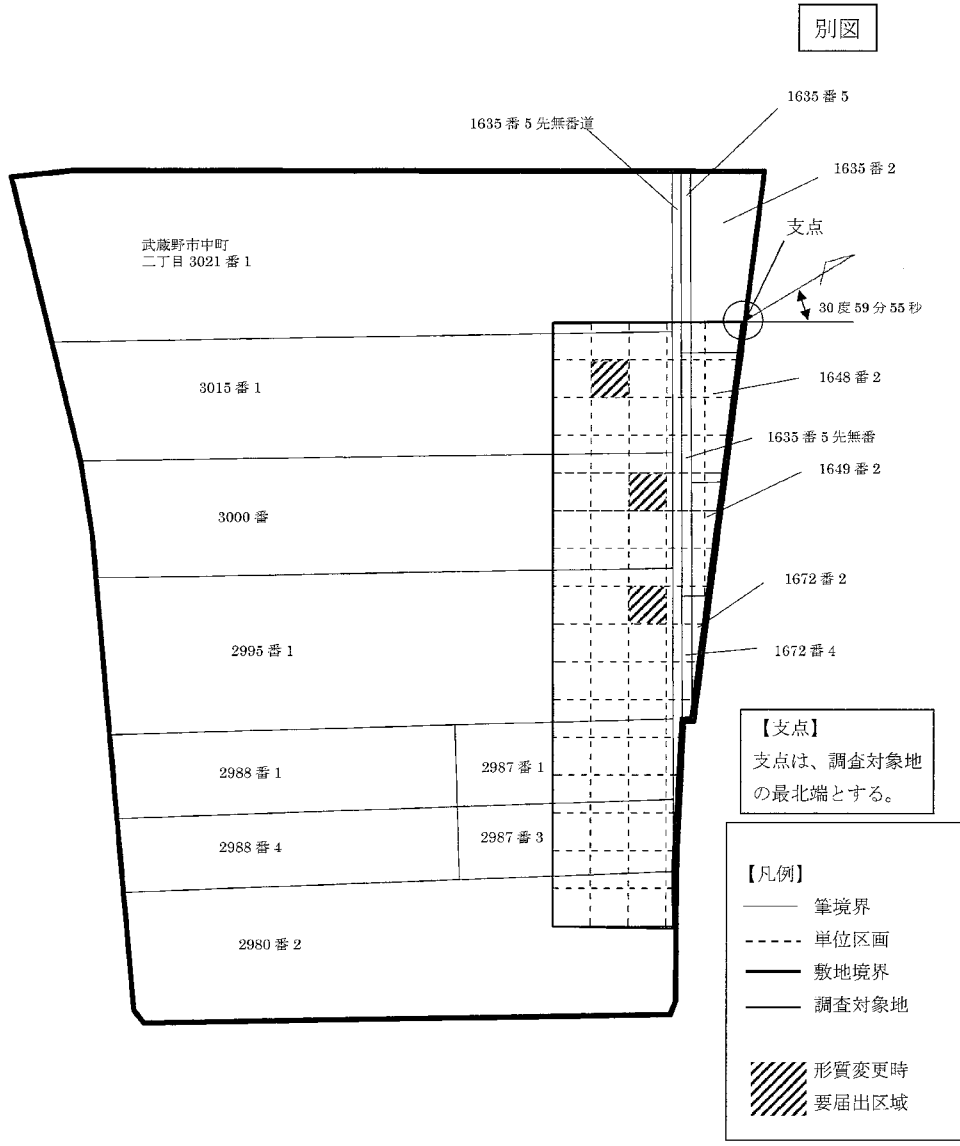 別図
1635番5
1635番5先無番道
1635番2
武蔵野市中町
二丁目3021番1
支点
30度59分55秒
3015番1
1648番2
1635番5先無番
1649番2
3000番
1672番2
2995番1
1672番4
【支点】
支点は、調査対象地
の最北端とする。
2988番1
2987番1
2988番4
2987番3
2980番2
【凡例】
筆境界
単位区画
敷地境界
調査対象地
形質変更時
要届出区域